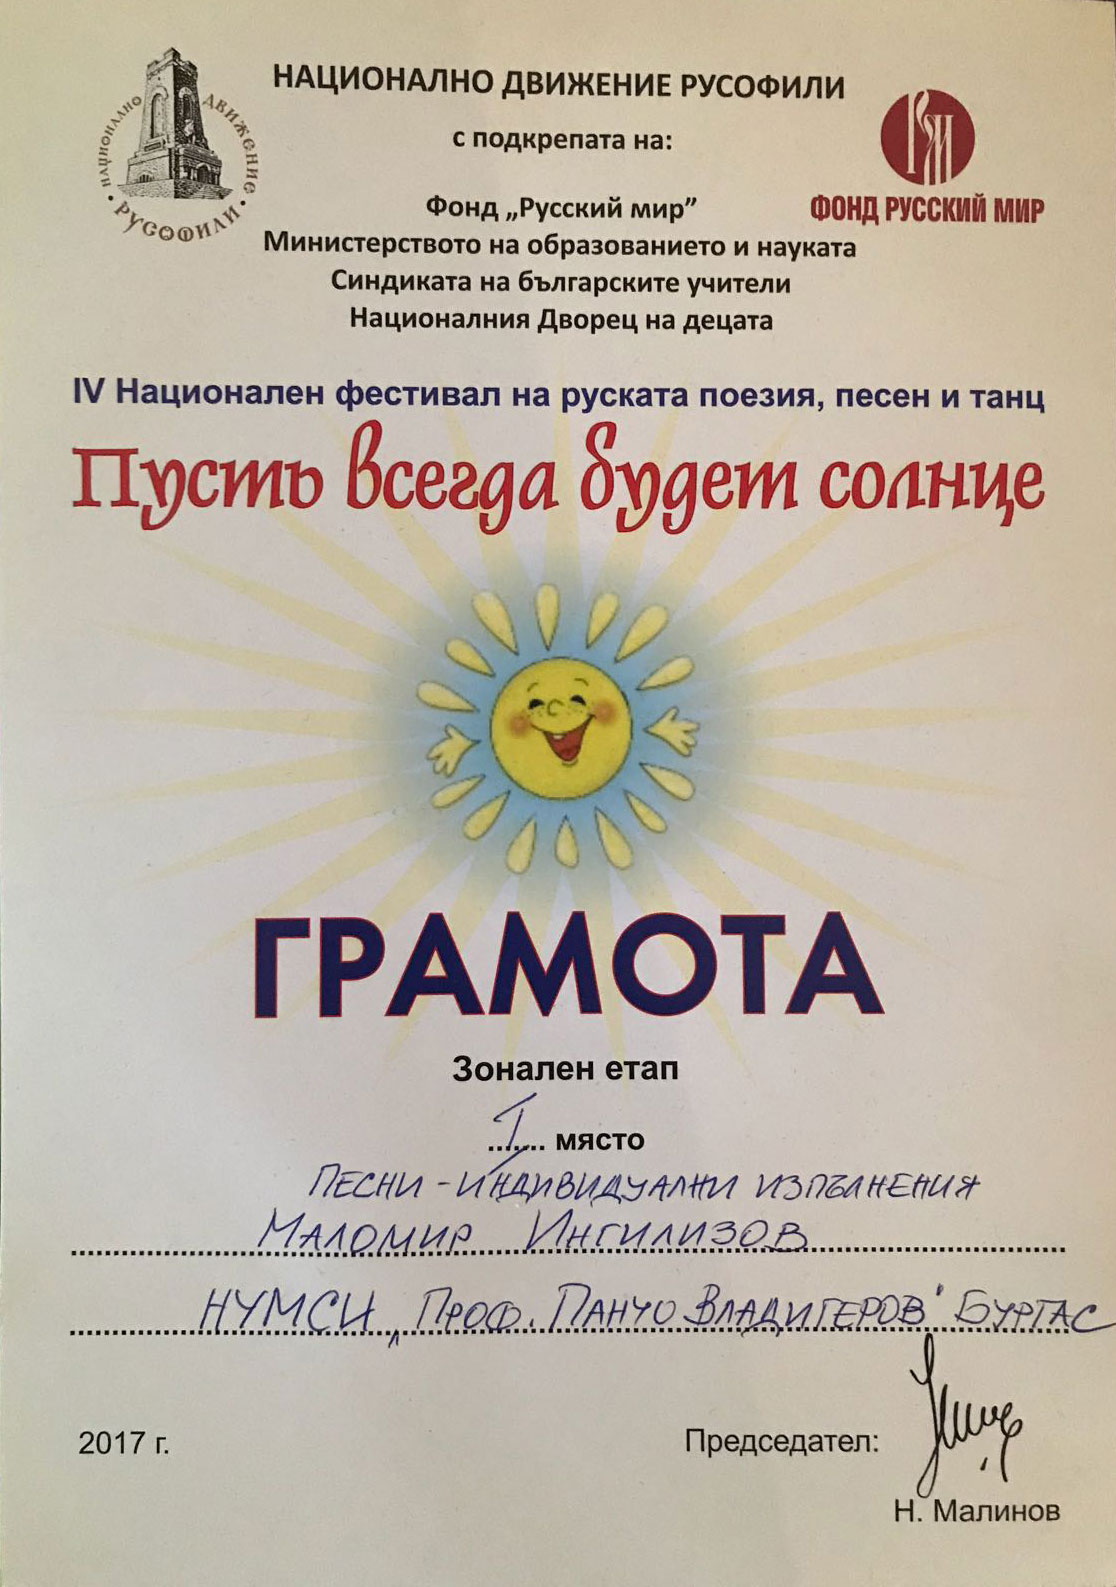 НАЦИОНАЛНО ДВИЖЕНИЕ РУСОФИЛИ
НАЦИОНАЛНО ДВИЖЕНИЕ • РУСОФИЛИ •
с подкрепата на:
ФОНД РУССКИЙ МИР
Фонд „Русский мир”
Министерството на образованието и науката
Синдиката на българските учители
Националния Дворец на децата
IV Национален фестивал на руската поезия, песен и танц
Пусть всегда будет солнце
ГРАМОТА
Зонален етап
I място
ПЕСНИ - ИНДИВИДУАЛНИ ИЗПЪЛНЕНИЯ
МАЛОМИР ИНГИЛИЗОВ
НУМСИ „ПРОФ. ПАНЧО ВЛАДИГЕРОВ" БУРГАС
2017 г.
Председател:
Н. Малинов